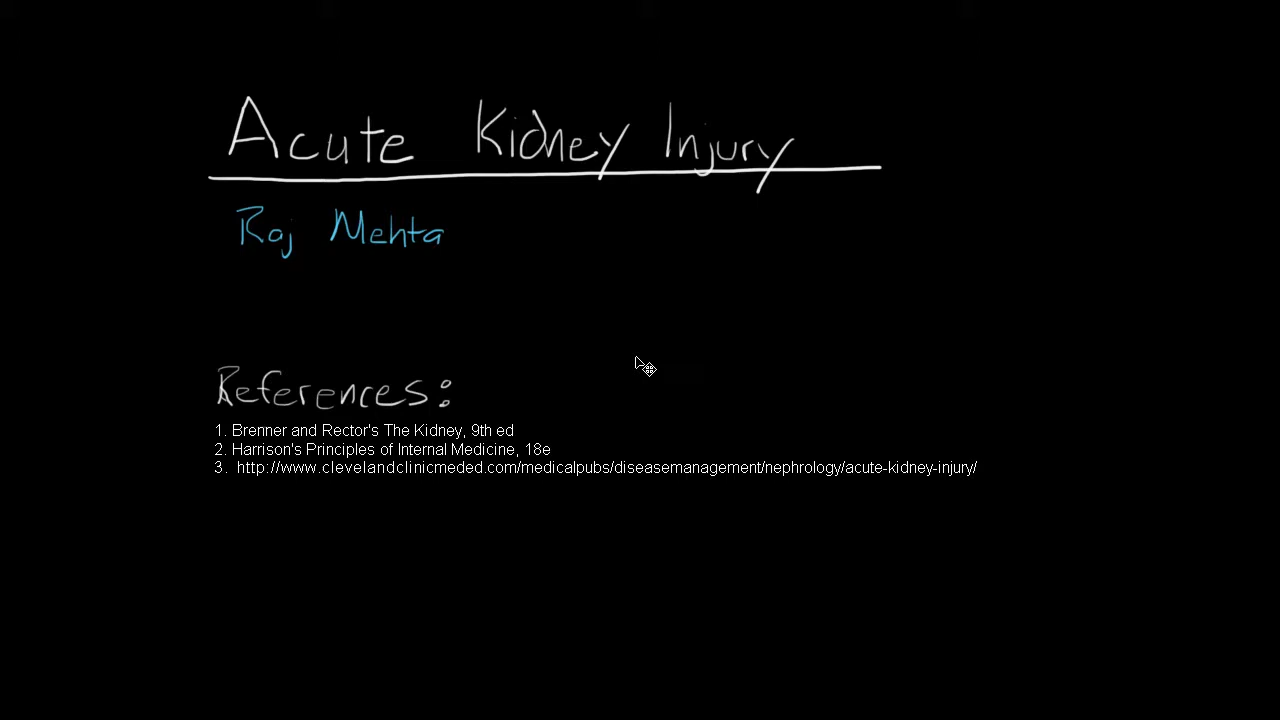 Acute Kidney Injury
Raj Mehta
References:
1. Brenner and Rector's The Kidney, 9th ed
2. Harrison's Principles of Internal Medicine, 18e
3. http://www.clevelandclinicmeded.com/medicalpubs/diseasemanagement/nephrology/acute-kidney-injury/